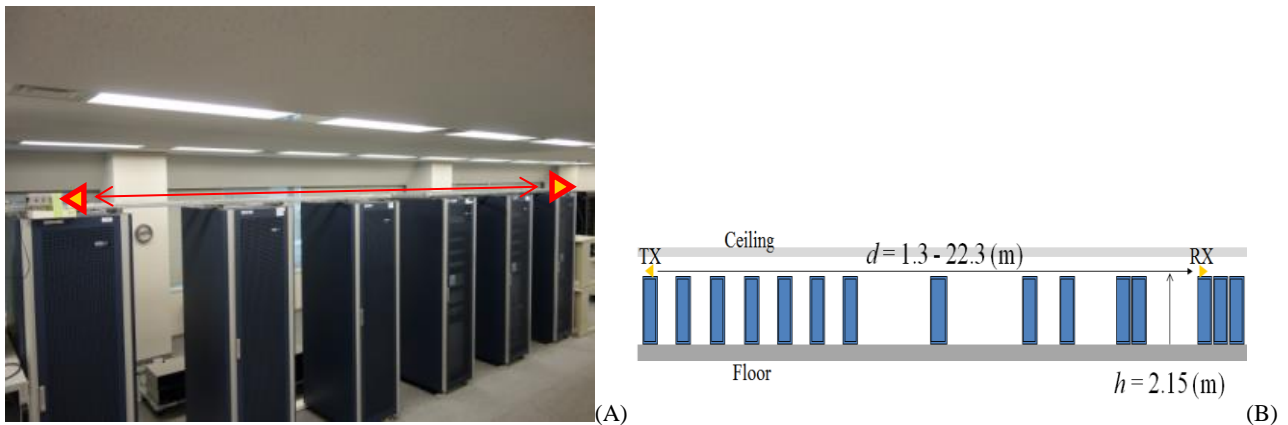 Ceiling
TX
d = 1.3 - 22.3 (m)
RX
Floor
h = 2.15 (m)
(A)
(B)